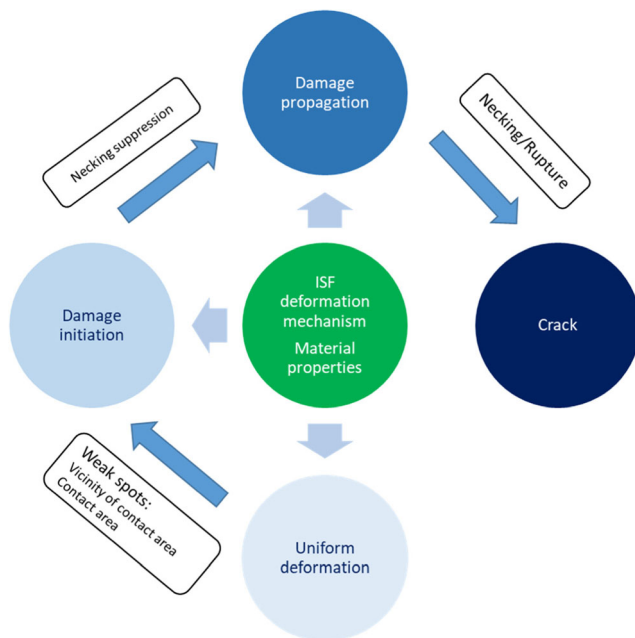 Damage
propagation
Necking suppression
Necking/Rupture
ISF
deformation
mechanism
Material
properties
Damage
initiation
Crack
Weak spots:
Vicinity of contact area
Contact area
Uniform
deformation